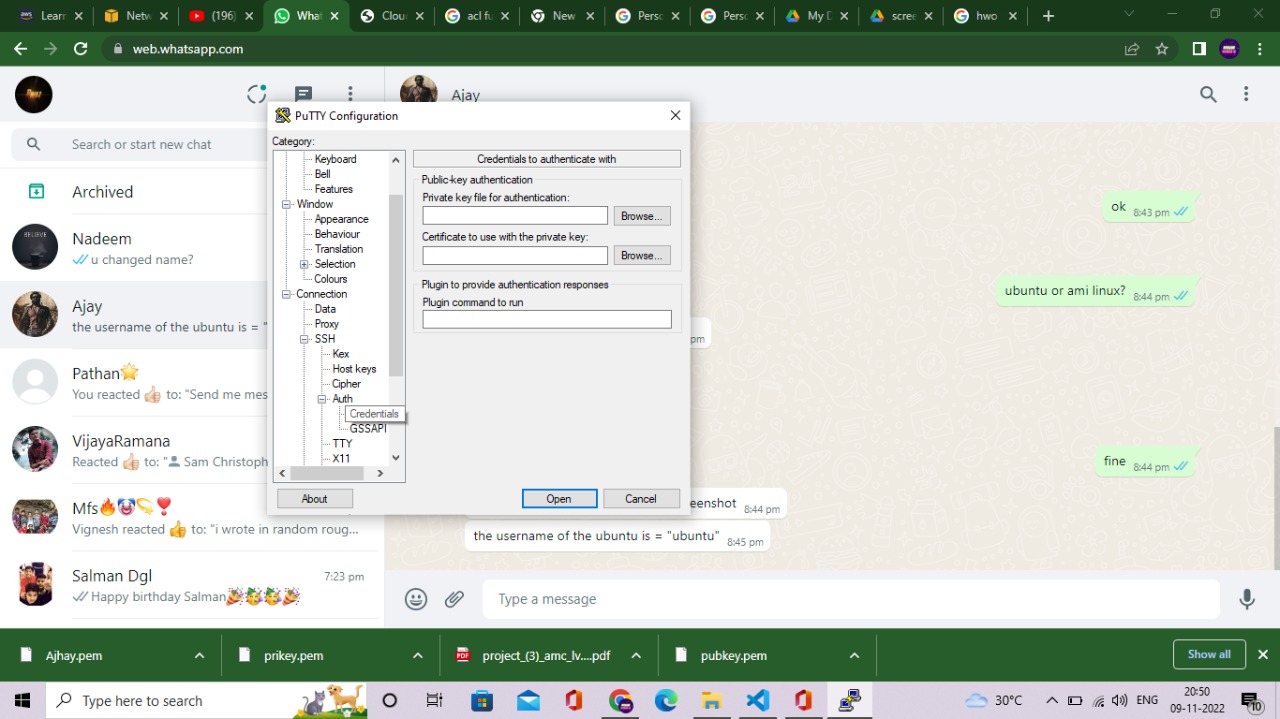 Learn
Netw
(196)
What
Clou
acl fu
New
Perso
Perso
My D
scree
hwo
web.whatsapp.com
Ajay
PuTTY Configuration
Category:
Keyboard
Bell
Features
Window
Appearance
Behaviour
Translation
Selection
Colours
Connection
Data
Proxy
SSH
Kex
Host keys
Cipher
Auth
Credentials
GSSAPI
TTY
X11
Credentials to authenticate with
Public-key authentication
Private key file for authentication:
Browse...
Certificate to use with the private key:
Browse...
Plugin to provide authentication responses
Plugin command to run
About
Open
Cancel
Search or start new chat
Archived
Nadeem
u changed name?
Ajay
the username of the ubuntu is = "
Pathan🌟
You reacted 👍🏻 to: "Send me mes
VijayaRamana
Reacted 👍🏻 to: "👤 Sam Christoph
Mfs🔥🤡💫❣️
Vignesh reacted 👍 to: "i wrote in random roug...
Salman Dgl
7:23 pm
Happy birthday Salman🎉🥳🥳🎉
ok 8:43 pm
ubuntu or ami linux? 8:44 pm
pm
fine 8:44 pm
eenshot 8:44 pm
the username of the ubuntu is = "ubuntu" 8:45 pm
Type a message
Ajhay.pem
prikey.pem
PDF
project_(3)_amc_lv....pdf
pubkey.pem
Show all
Type here to search
30°C
ENG
20:50
09-11-2022
10